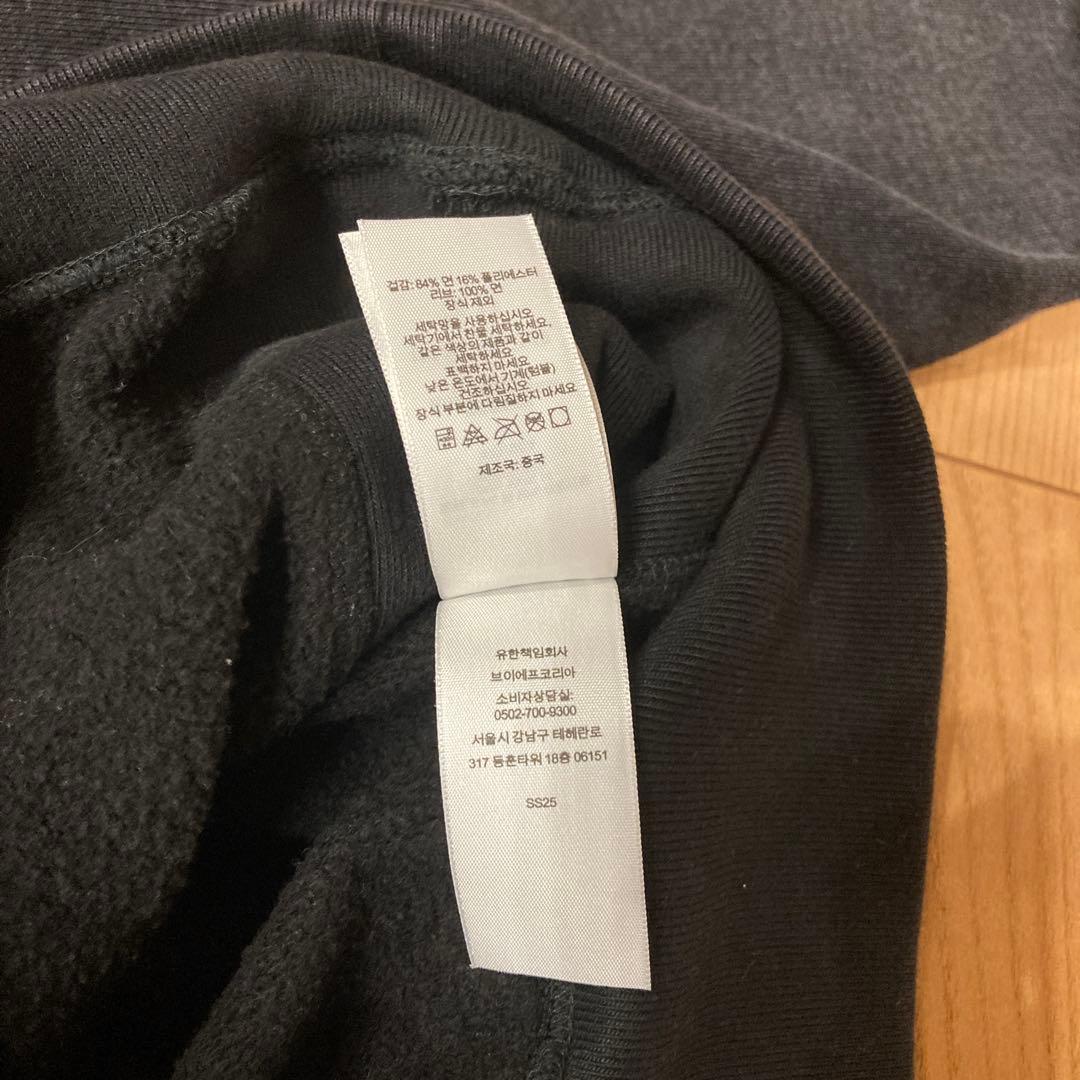 겉감: 84% 면 16% 폴리에스터
리브: 100% 면
장식 제외
세탁망을 사용하십시오
세탁기에서 찬물 세탁하세요,
같은 색상의 제품과 같이
세탁하세요
표백하지 마세요
낮은 온도에서 기계(텀블)
건조하십시오
장식 부분에 다림질하지 마세요
제조국: 중국
유한책임회사
브이에프코리아
소비자상담실:
0502-700-9300
서울시 강남구 테헤란로
317 동훈타워 18층 06151
SS25